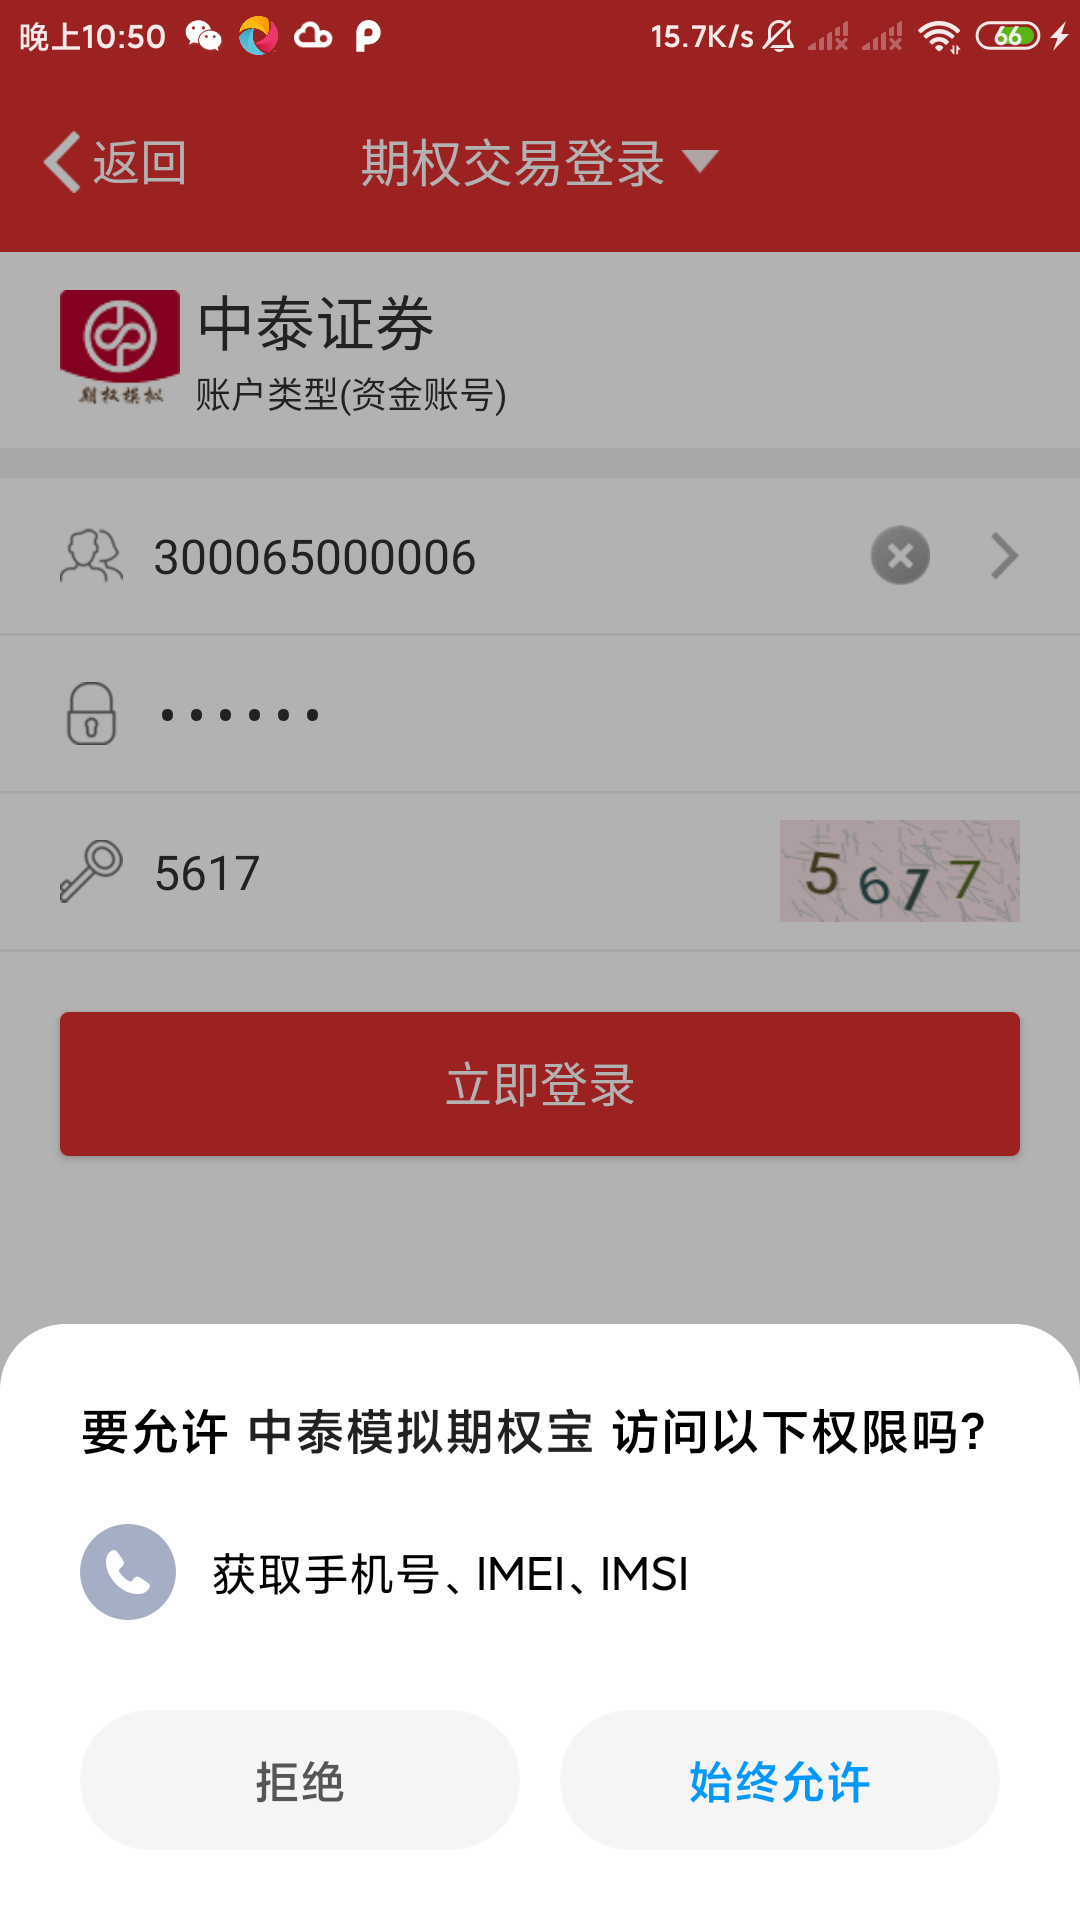 晚上10:50
15.7K/s
66
返回
期权交易登录
中泰证券
期权模拟
账户类型(资金账号)
300065000006
••••••
5617
5677
立即登录
要允许 中泰模拟期权宝 访问以下权限吗?
获取手机号、IMEI、IMSI
拒绝
始终允许